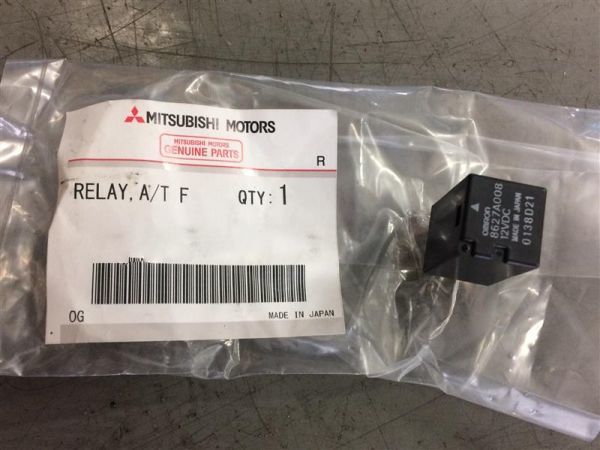 MITSUBISHI MOTORS
MITSUBISHI MOTORS
GENUINE PARTS
R
RELAY, A/T F QTY: 1
OG MADE IN JAPAN
OMRON
8627A008
12VDC
MADE IN JAPAN
0138D21